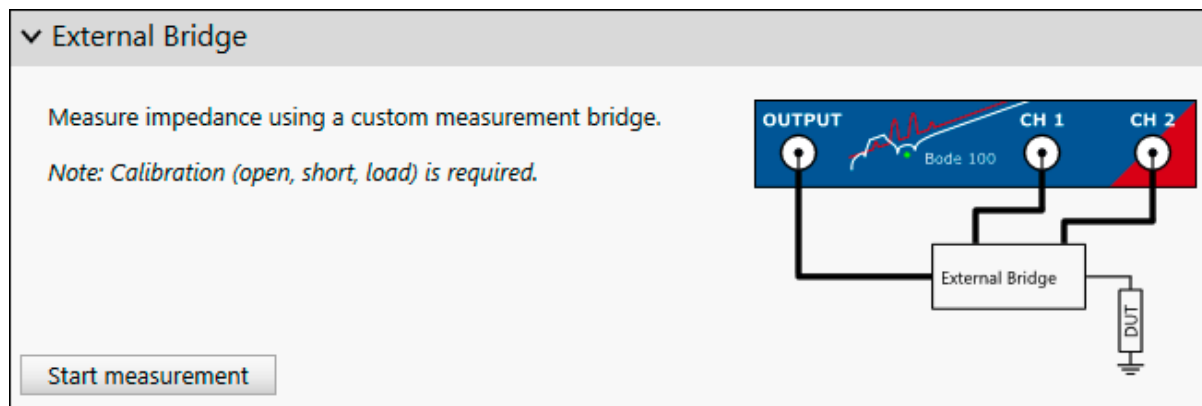 External Bridge
Measure impedance using a custom measurement bridge.
Note: Calibration (open, short, load) is required.
OUTPUT
CH 1
CH 2
Bode 100
External Bridge
DUT
Start measurement